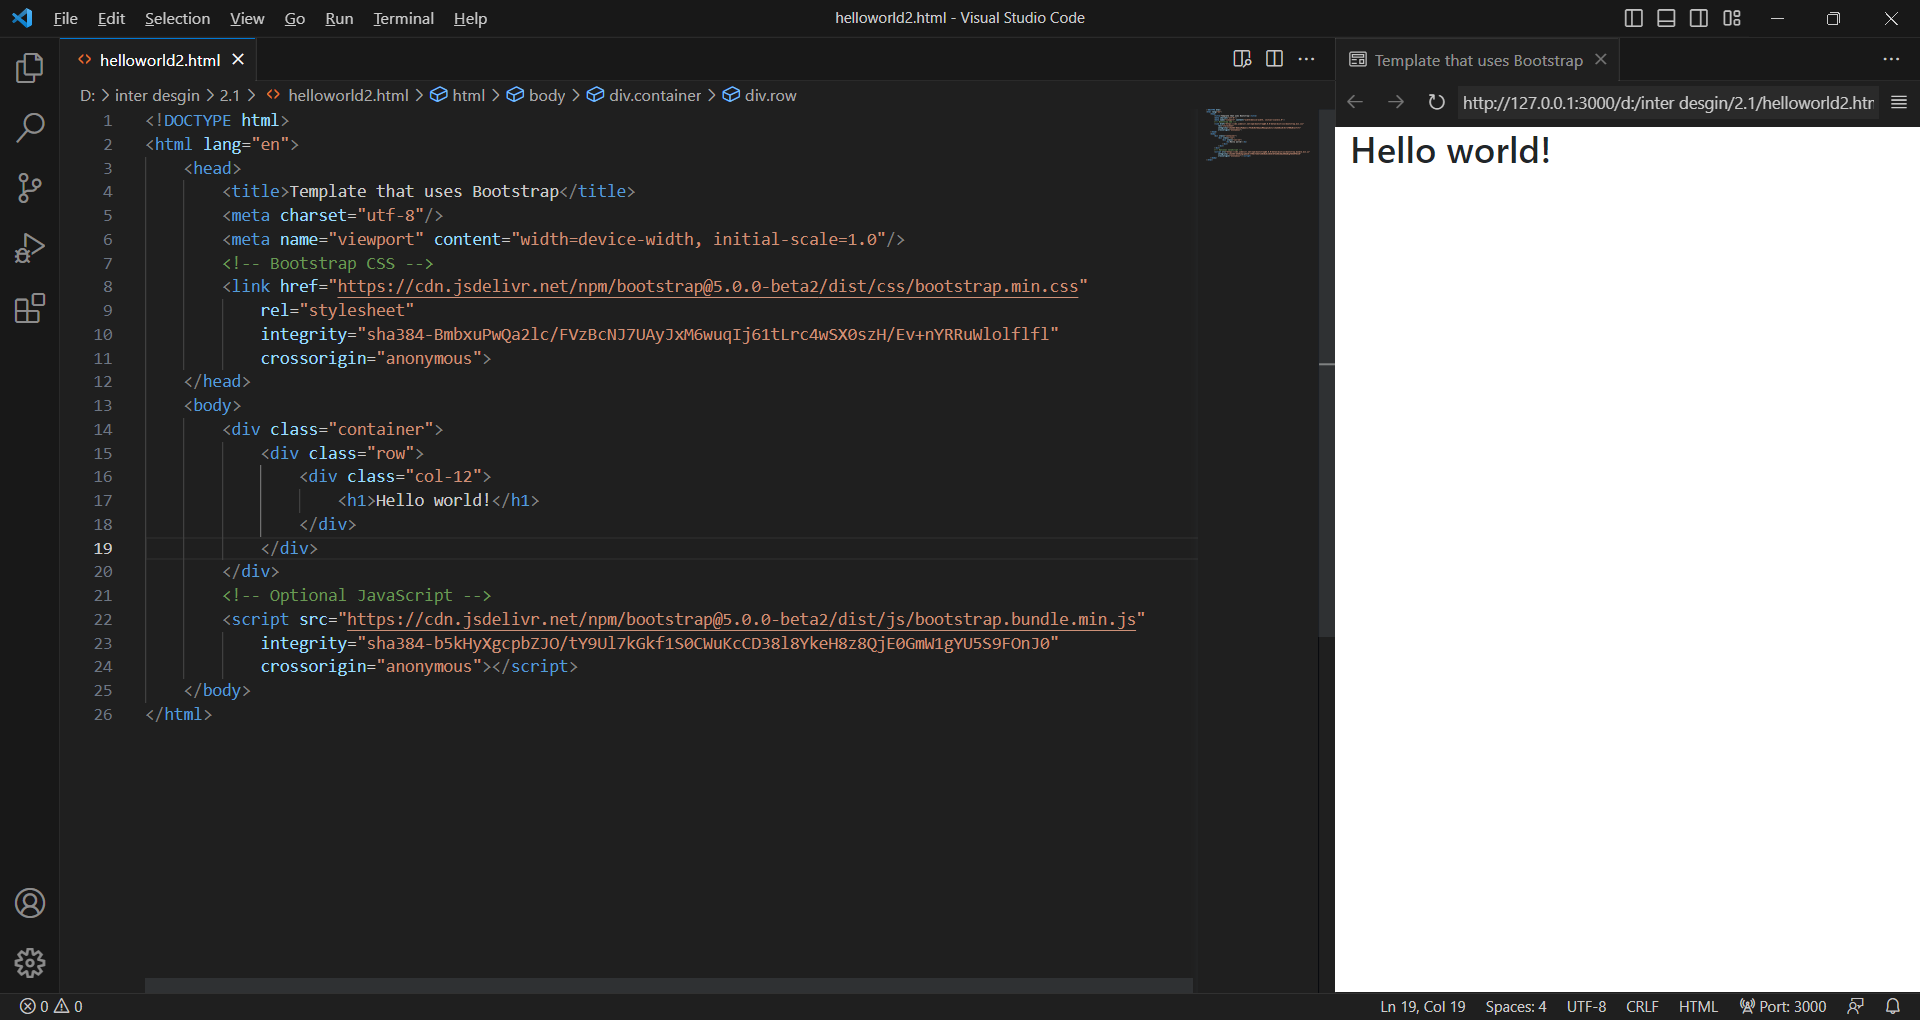 File Edit Selection View Go Run Terminal Help
helloworld2.html - Visual Studio Code
helloworld2.html
D: > inter desgin > 2.1 > helloworld2.html > html > body > div.container > div.row
1 <!DOCTYPE html>
2 <html lang="en">
3 <head>
4 <title>Template that uses Bootstrap</title>
5 <meta charset="utf-8"/>
6 <meta name="viewport" content="width=device-width, initial-scale=1.0"/>
7 <!-- Bootstrap CSS -->
8 <link href="https://cdn.jsdelivr.net/npm/bootstrap@5.0.0-beta2/dist/css/bootstrap.min.css"
9 rel="stylesheet"
10 integrity="sha384-BmbxuPwQa2lc/FVzBcNJ7UAyJxM6wuqIj61tLrc4wSX0szH/Ev+nYRRuWlolflfl"
11 crossorigin="anonymous">
12 </head>
13 <body>
14 <div class="container">
15 <div class="row">
16 <div class="col-12">
17 <h1>Hello world!</h1>
18 </div>
19 </div>
20 </div>
21 <!-- Optional JavaScript -->
22 <script src="https://cdn.jsdelivr.net/npm/bootstrap@5.0.0-beta2/dist/js/bootstrap.bundle.min.js"
23 integrity="sha384-b5kHyXgcpbZJO/tY9Ul7kGkf1S0CWuKcCD38l8YkeH8z8QjE0GmW1gYU5S9FOnJ0"
24 crossorigin="anonymous"></script>
25 </body>
26 </html>
Template that uses Bootstrap
http://127.0.0.1:3000/d:/inter desgin/2.1/helloworld2.htm
Hello world!
0 0
Ln 19, Col 19 Spaces: 4 UTF-8 CRLF HTML Port: 3000